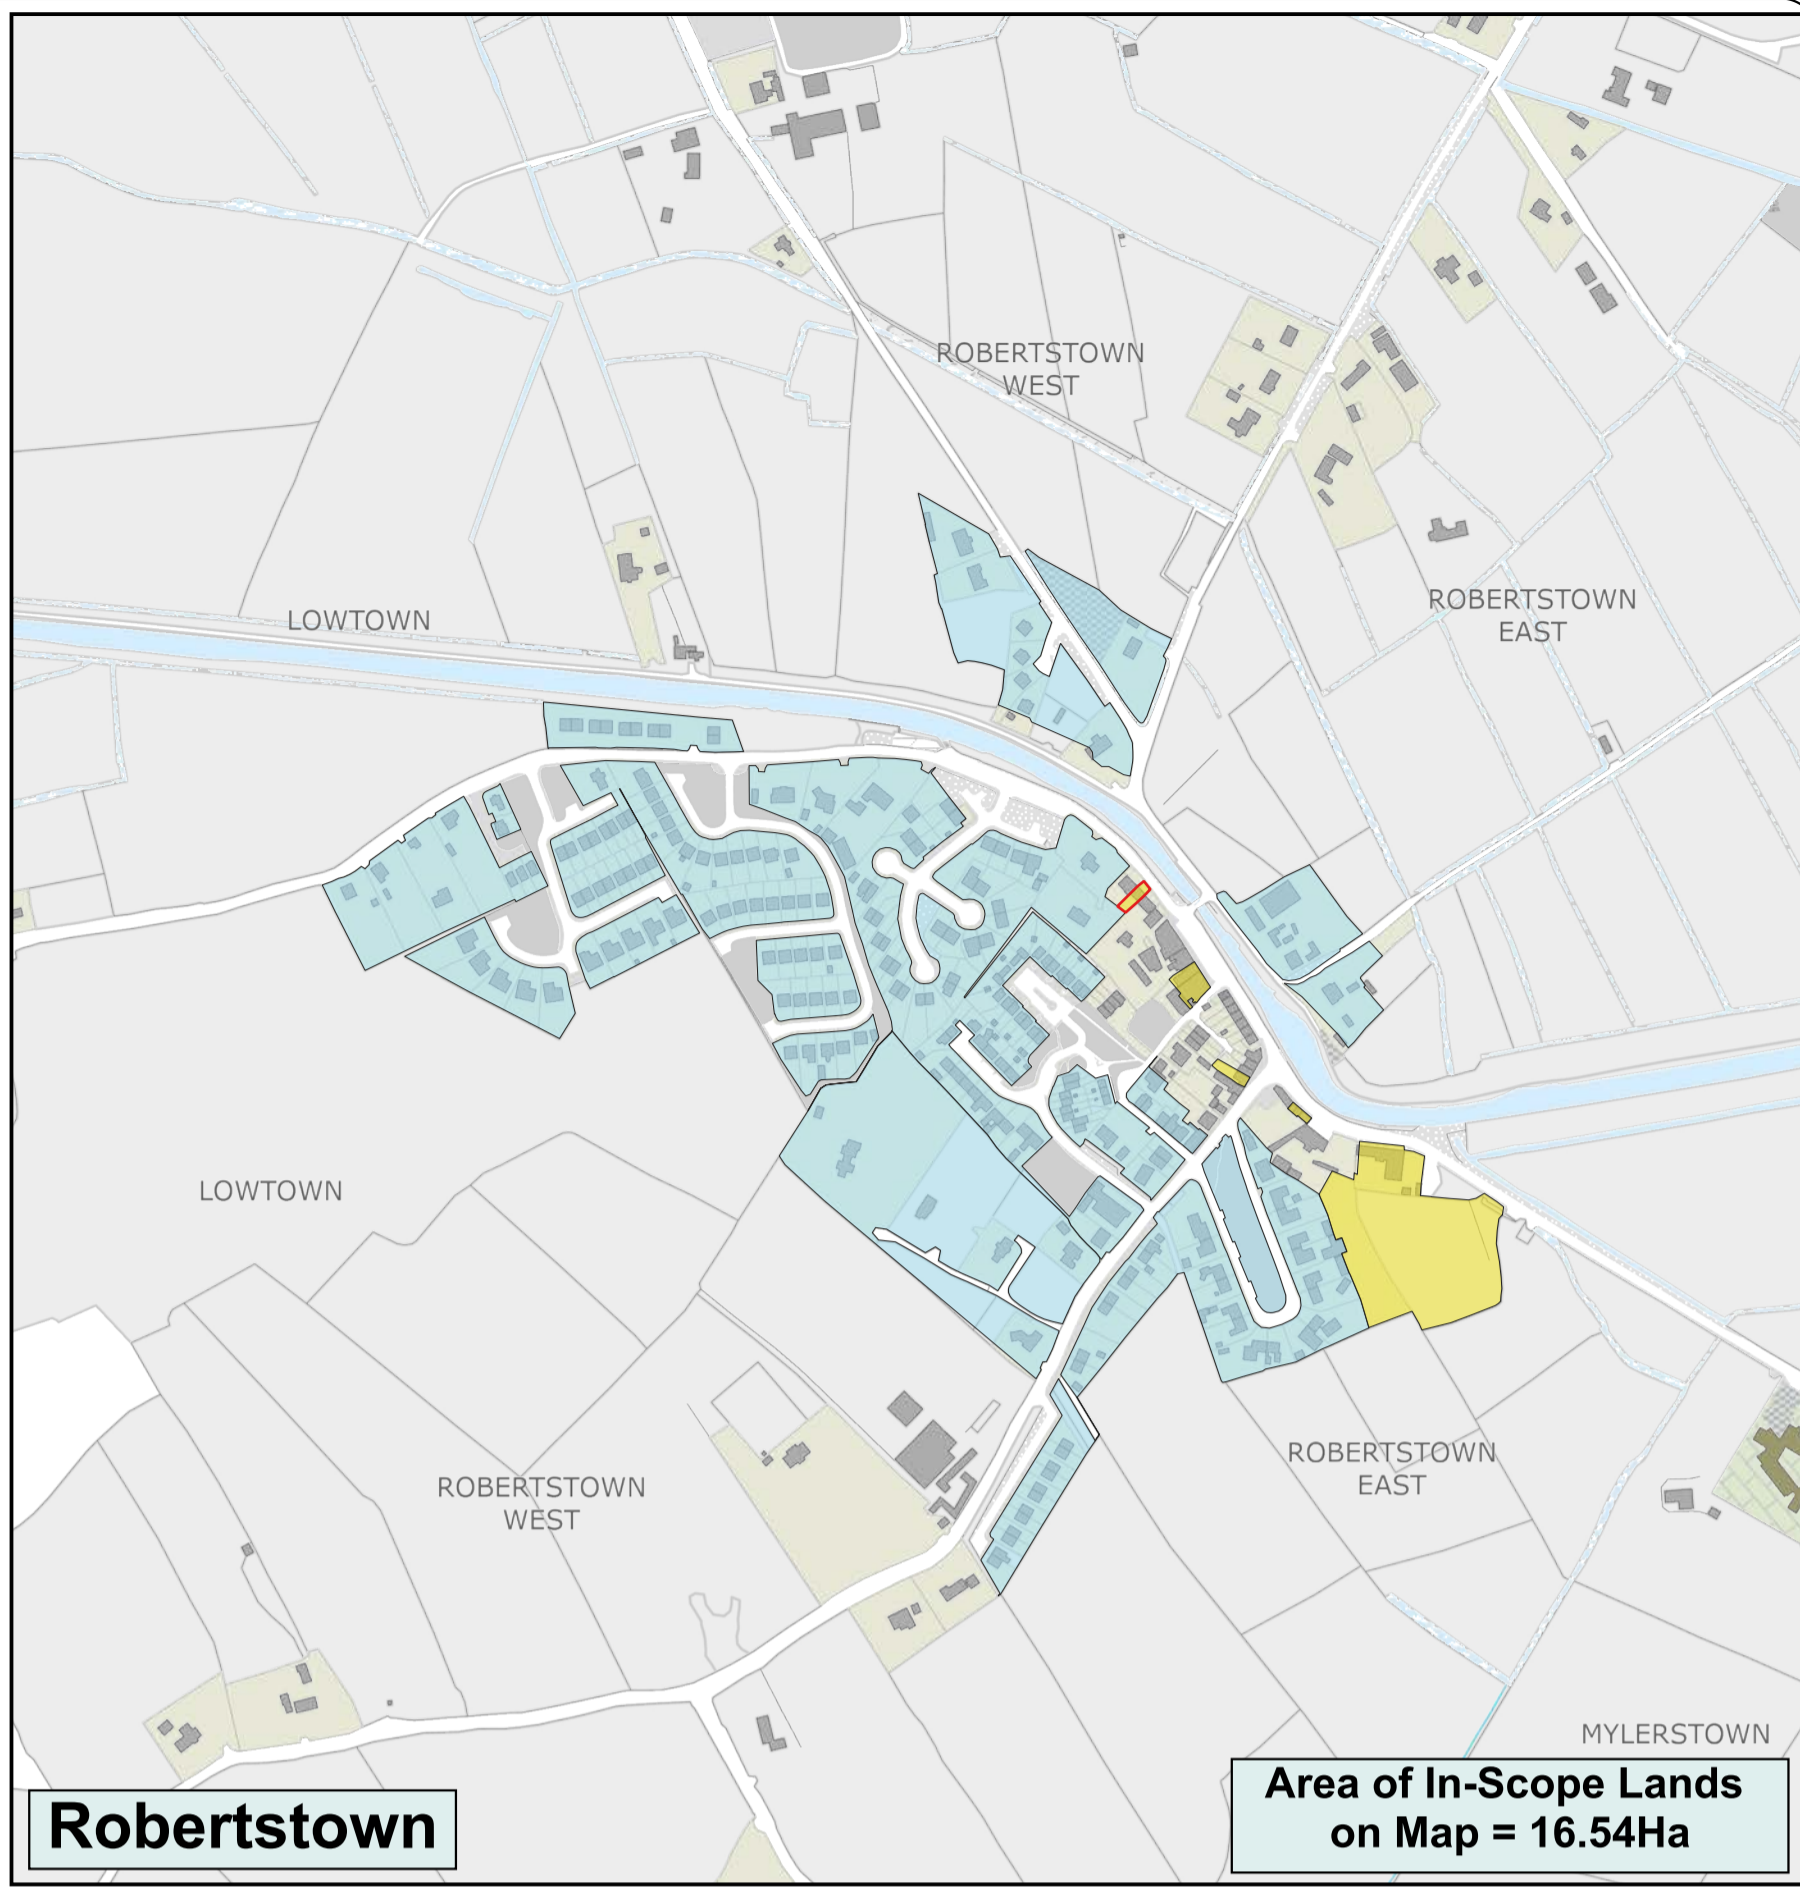 ROBERTSTOWN
WEST
ROBERTSTOWN
EAST
LOWTOWN
LOWTOWN
ROBERTSTOWN
WEST
ROBERTSTOWN
EAST
MYLERSTOWN
Robertstown
Area of In-Scope Lands
on Map = 16.54Ha